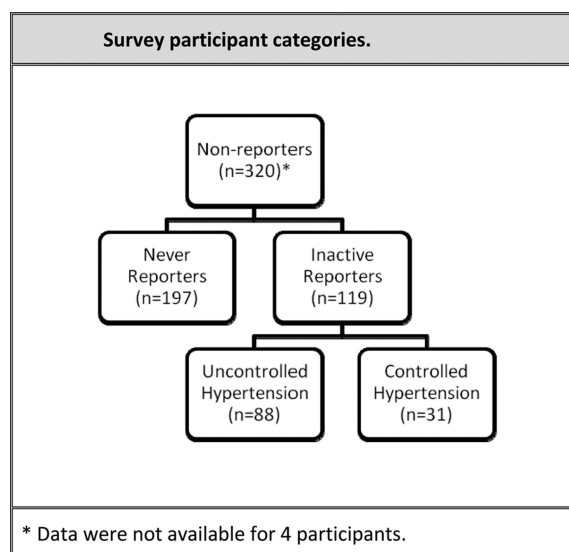 Survey participant categories.
Non-reporters
(n=320)*
Never
Reporters
(n=197)
Inactive
Reporters
(n=119)
Uncontrolled
Hypertension
(n=88)
Controlled
Hypertension
(n=31)
* Data were not available for 4 participants.